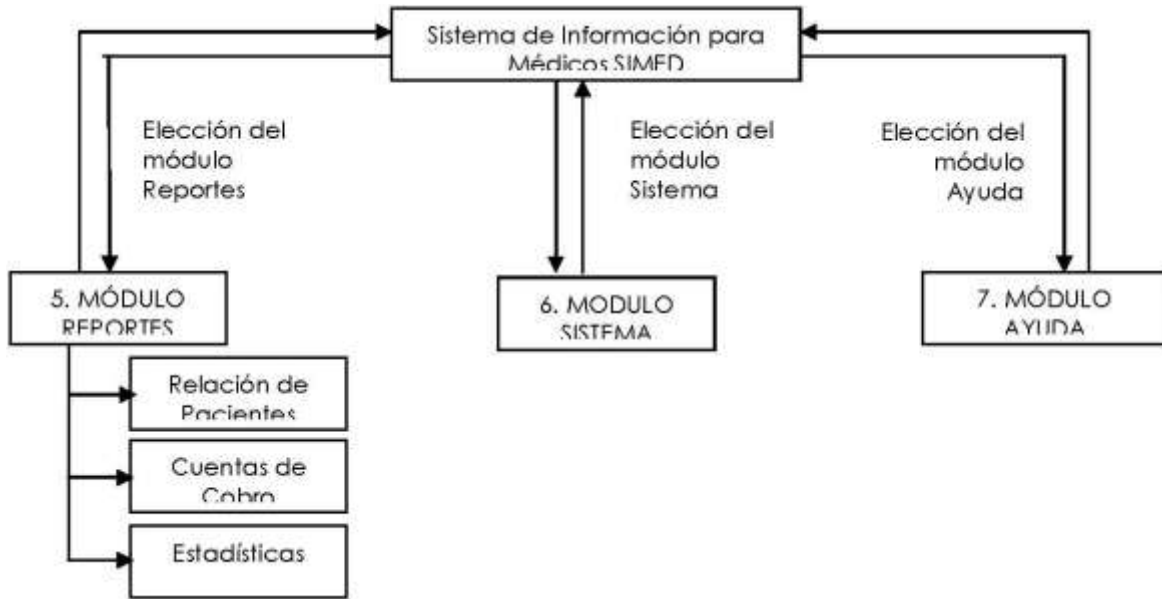 Sistema de Información para
Médicos SIMED
Elección del
módulo
Reportes
Elección del
módulo
Sistema
Elección del
módulo
Ayuda
5. MÓDULO
REPORTES
6. MODULO
SISTEMA
7. MÓDULO
AYUDA
Relación de
Pacientes
Cuentas de
Cobro
Estadísticas